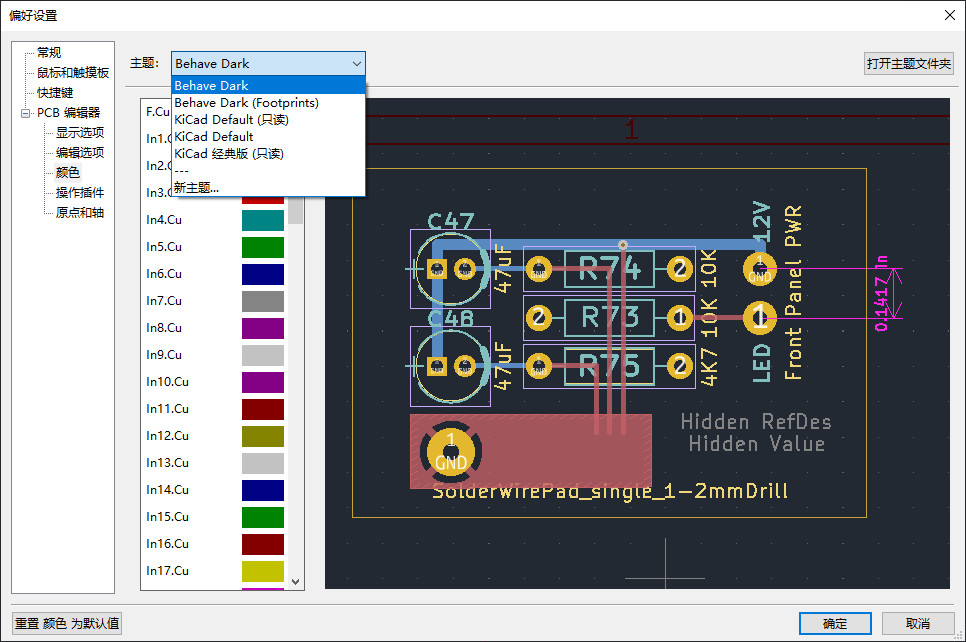 偏好设置
常规
鼠标和触摸板
快捷键
PCB 编辑器
显示选项
编辑选项
颜色
操作插件
原点和轴
主题:
Behave Dark
打开主题文件夹
Behave Dark
Behave Dark (Footprints)
KiCad Default (只读)
KiCad Default
KiCad 经典版 (只读)
---
新主题...
F.Cu
In4.Cu
In5.Cu
In6.Cu
In7.Cu
In8.Cu
In9.Cu
In10.Cu
In11.Cu
In12.Cu
In13.Cu
In14.Cu
In15.Cu
In16.Cu
In17.Cu
1
C47
47uF
R74
2
10K
12V
1
GND
Front Panel PWR
0.1417 in
2
R73
1
10K
1
LED
C48
47uF
R75
2
4K7
1
GND
Hidden RefDes
Hidden Value
SolderWirePad_single_1-2mmDrill
重置 颜色 为默认值
确定
取消